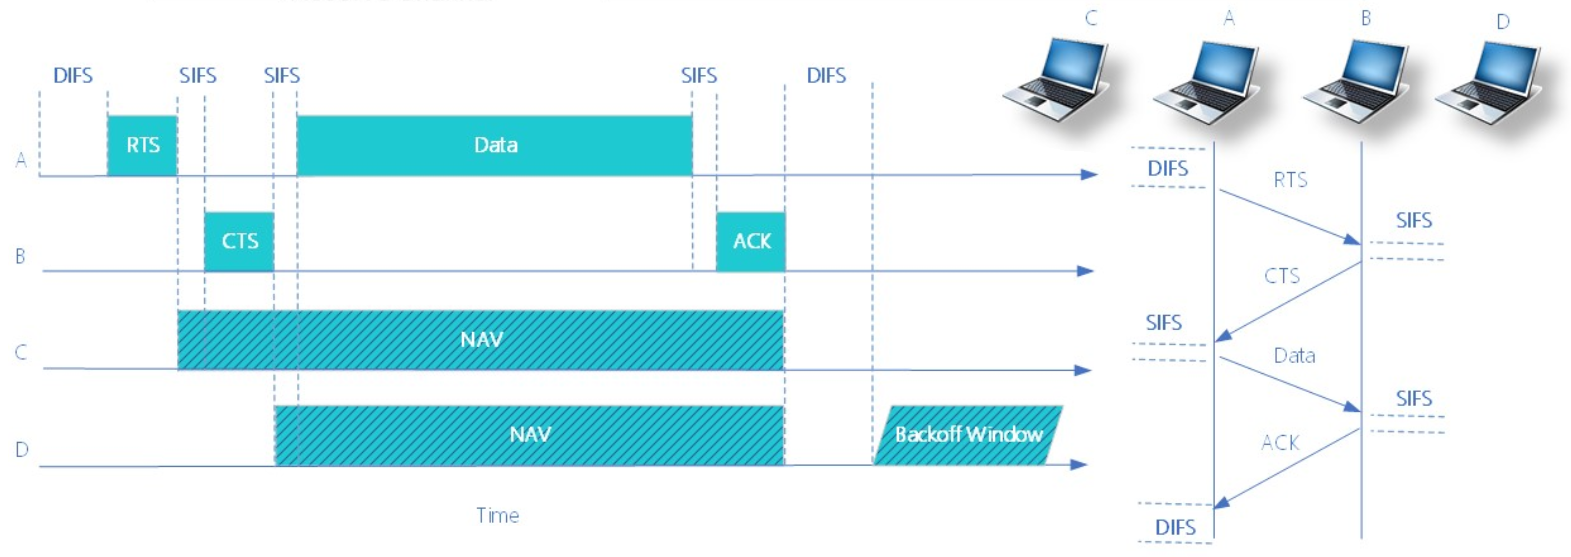 C A B D
DIFS SIFS SIFS SIFS DIFS
RTS Data
A
CTS ACK
B
NAV
C
NAV Backoff Window
D
Time
DIFS
RTS
SIFS
CTS
SIFS
Data
SIFS
ACK
DIFS